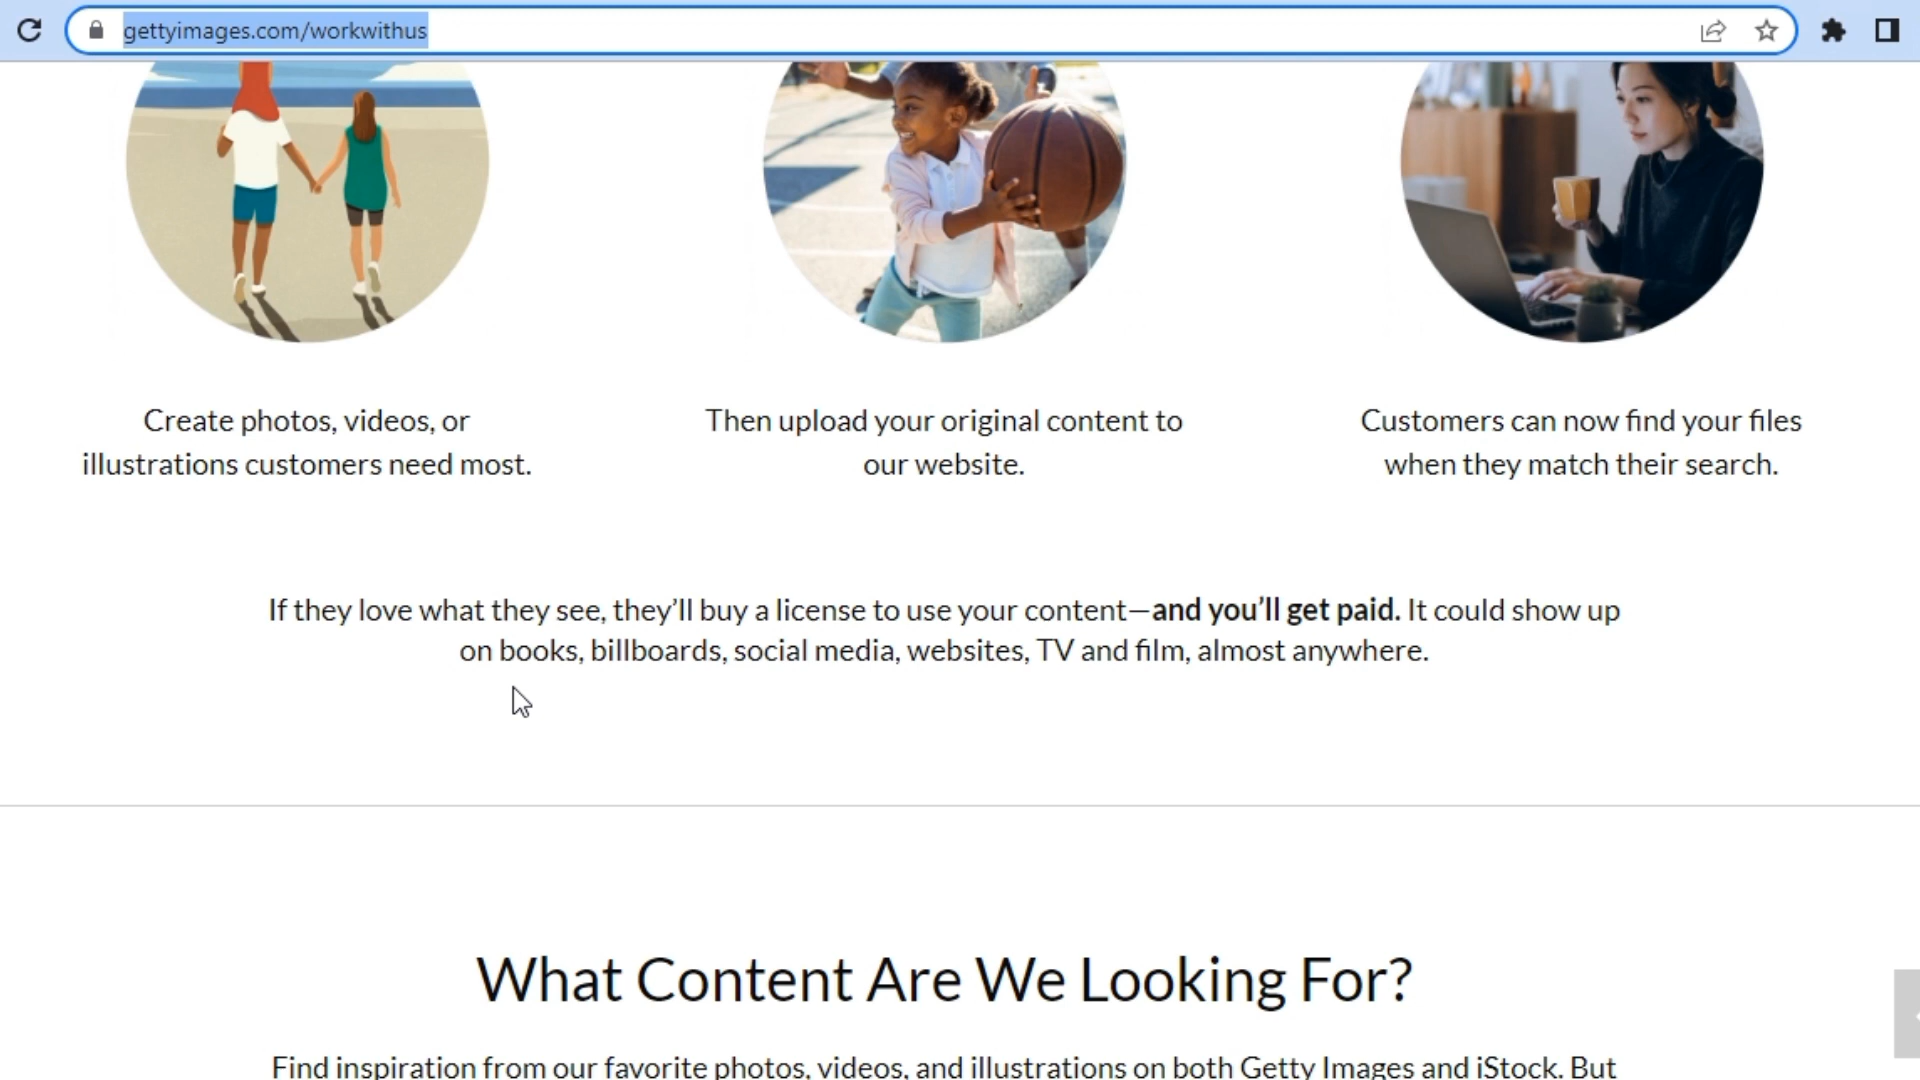 gettyimages.com/workwithus
Create photos, videos, or
illustrations customers need most.
Then upload your original content to
our website.
Customers can now find your files
when they match their search.
If they love what they see, they’ll buy a license to use your content—and you’ll get paid. It could show up
on books, billboards, social media, websites, TV and film, almost anywhere.
What Content Are We Looking For?
Find inspiration from our favorite photos, videos, and illustrations on both Getty Images and iStock. But